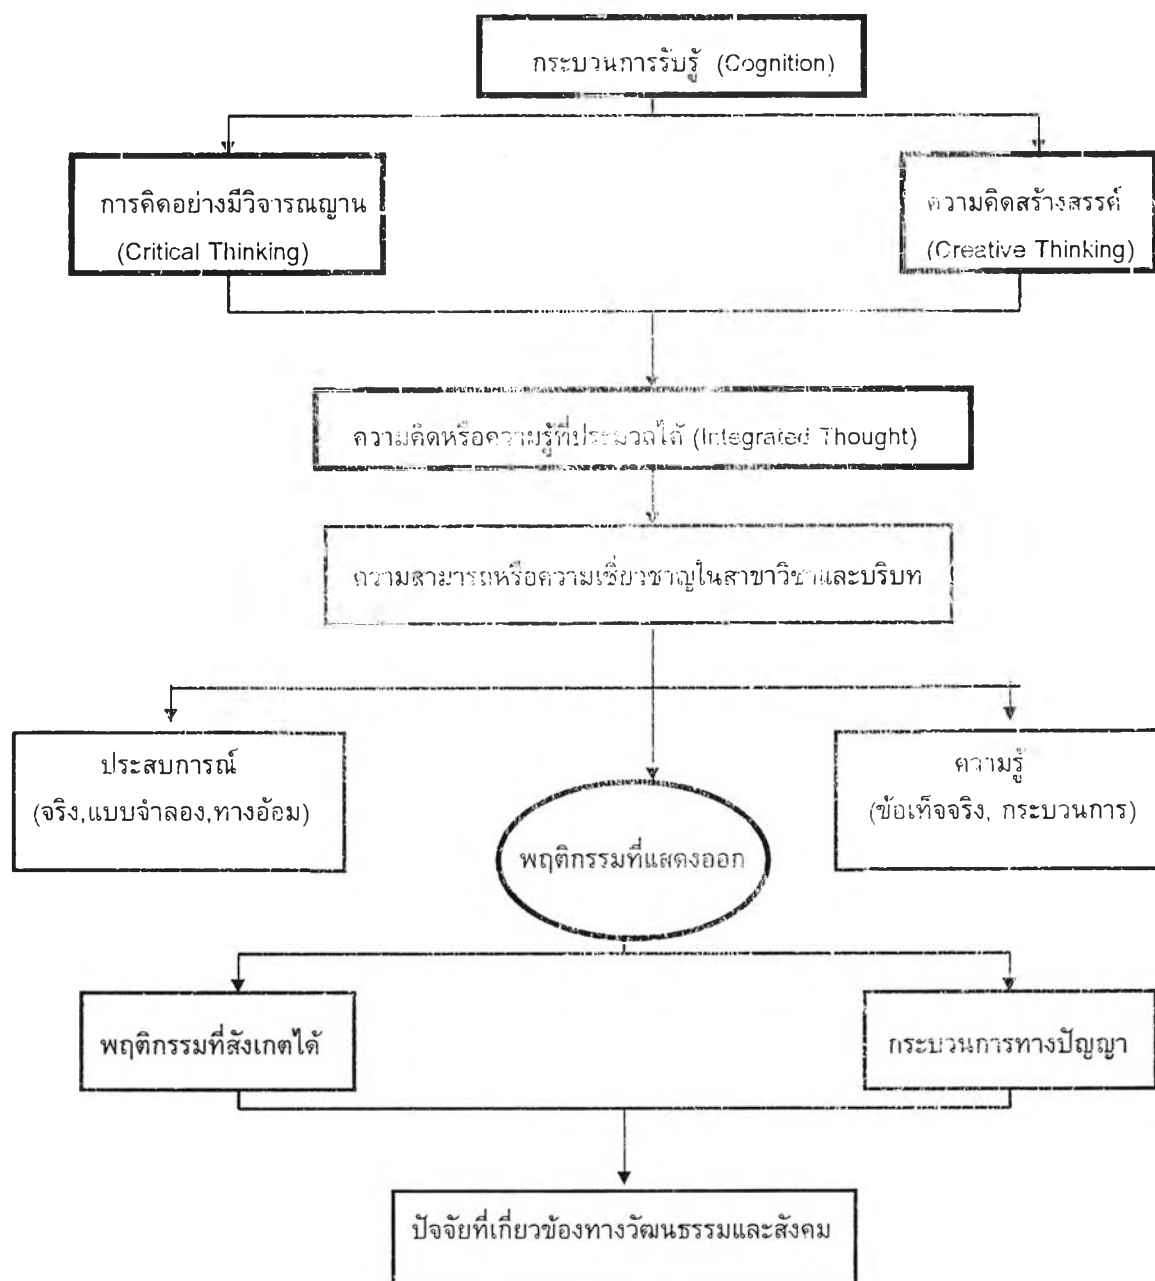 กระบวนการรับรู้ (Cognition)
การคิดอย่างมีวิจารณญาน
(Critical Thinking)
ความคิดสร้างสรรค์
(Creative Thinking)
ความคิดหรือความรู้ที่ประมวลได้ (Integrated Thought)
ความสามารถหรือความเชี่ยวชาญในสาขาวิชาและบริบท
ประสบการณ์
(จริง,แบบจำลอง,ทางอ้อม)
ความรู้
(ข้อเท็จจริง, กระบวนการ)
พฤติกรรมที่แสดงออก
พฤติกรรมที่สังเกตได้
กระบวนการทางปัญญา
ปัจจัยที่เกี่ยวข้องทางวัฒนธรรมและสังคม